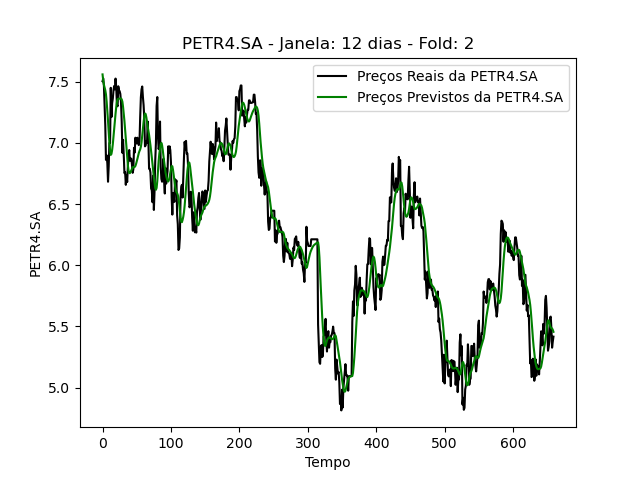 PETR4.SA - Janela: 12 dias - Fold: 2
Preços Reais da PETR4.SA
Preços Previstos da PETR4.SA
7.5
7.0
6.5
6.0
5.5
5.0
PETR4.SA
0 100 200 300 400 500 600
Tempo